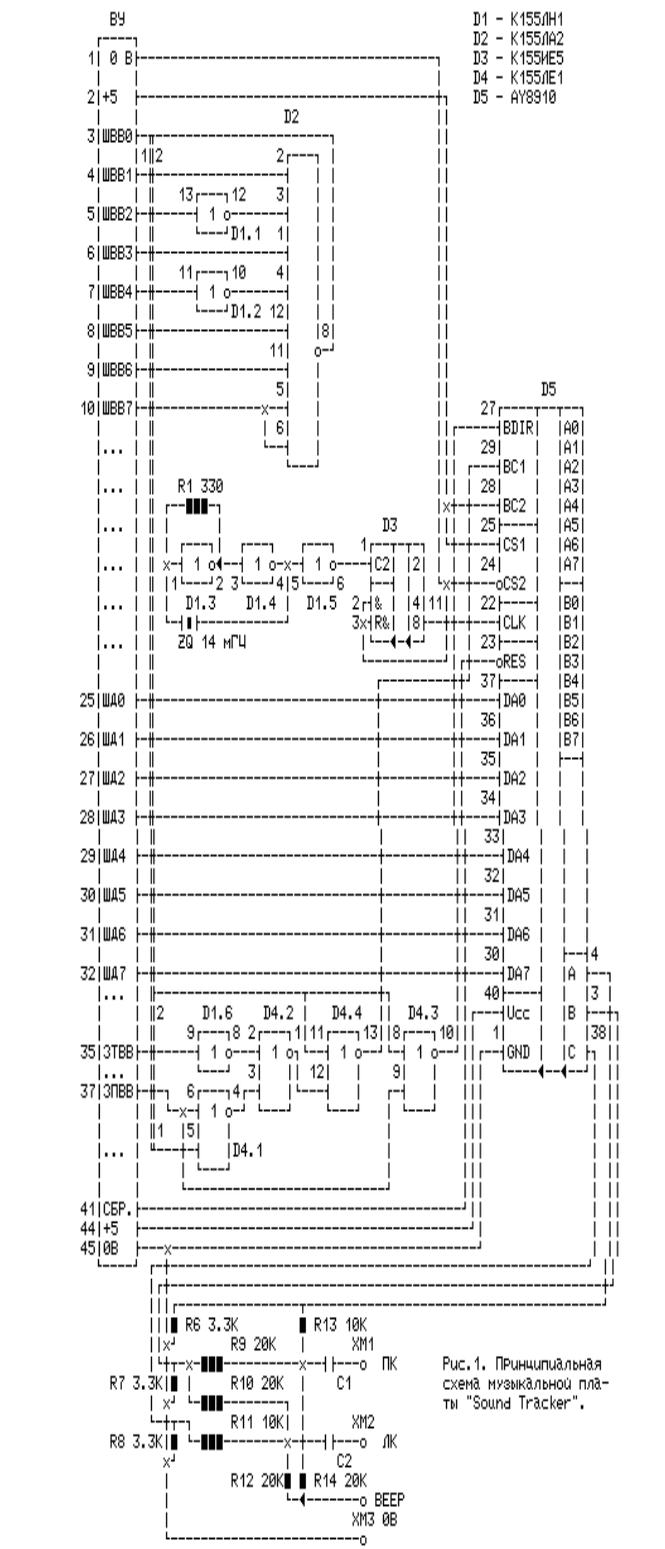 ВУ D1 - К155ЛН1
D2 - К155ЛА2
1 0 В D3 - К155ИЕ5
D4 - К155ЛЕ1
2 +5 D5 - AY8910
D2
3 ШВВ0
1 2 2
4 ШВВ1
13 12 3
5 ШВВ2 1
D1.1 1
6 ШВВ3
11 10 4
7 ШВВ4 1
D1.2 12
8 ШВВ5 8
11
9 ШВВ6
5 D5
10 ШВВ7 x 27
6 BDIR A0
... 29 A1
BC1 A2
R1 330 28 A3
... x BC2 A4
D3 25 A5
... 1 CS1 A6
... x 1 1 x 1 C2 2 24 A7
1 2 3 4 5 6 x CS2
... D1.3 D1.4 D1.5 2 & 4 11 22 B0
3x R& 8 CLK B1
... ZQ 14 мГЦ 23 B2
RES B3
37 B4
25 ША0 DA0 B5
36 B6
26 ША1 DA1 B7
35
27 ША2 DA2
34
28 ША3 DA3
33
29 ША4 DA4
32
30 ША5 DA5
31
31 ША6 DA6
30 4
32 ША7 DA7 A
... 40 3
2 D1.6 D4.2 D4.4 D4.3 Ucc B
9 8 2 1 11 13 8 10 1 38
35 ЗТВВ 1 1 1 1 GND C
... 3 12 9
37 ЗПВВ 6 4
x 1
1 5
... D4.1
41 СБР.
44 +5
45 0В x
R6 3.3K R13 10K
x R9 20K XM1
x x ПК Рис.1. Принципиальная
R7 3.3K R10 20K C1 схема музыкальной пла-
x ты "Sound Tracker".
R11 10K XM2
R8 3.3K x ЛК
x C2
R12 20K R14 20K
BEEP
XM3 0В